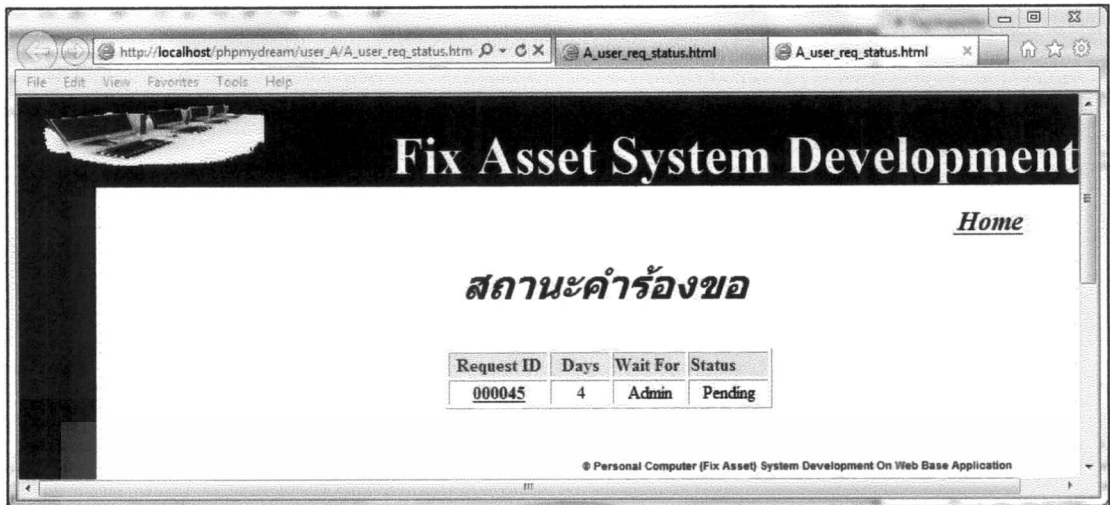 http://localhost/phpmydream/user_A/A_user_req_status.htm
A_user_req_status.html
A_user_req_status.html
File Edit View Favorites Tools Help
Fix Asset System Development
Home
สถานะคำร้องขอ
Request ID Days Wait For Status
000045 4 Admin Pending
© Personal Computer (Fix Asset) System Development On Web Base Application